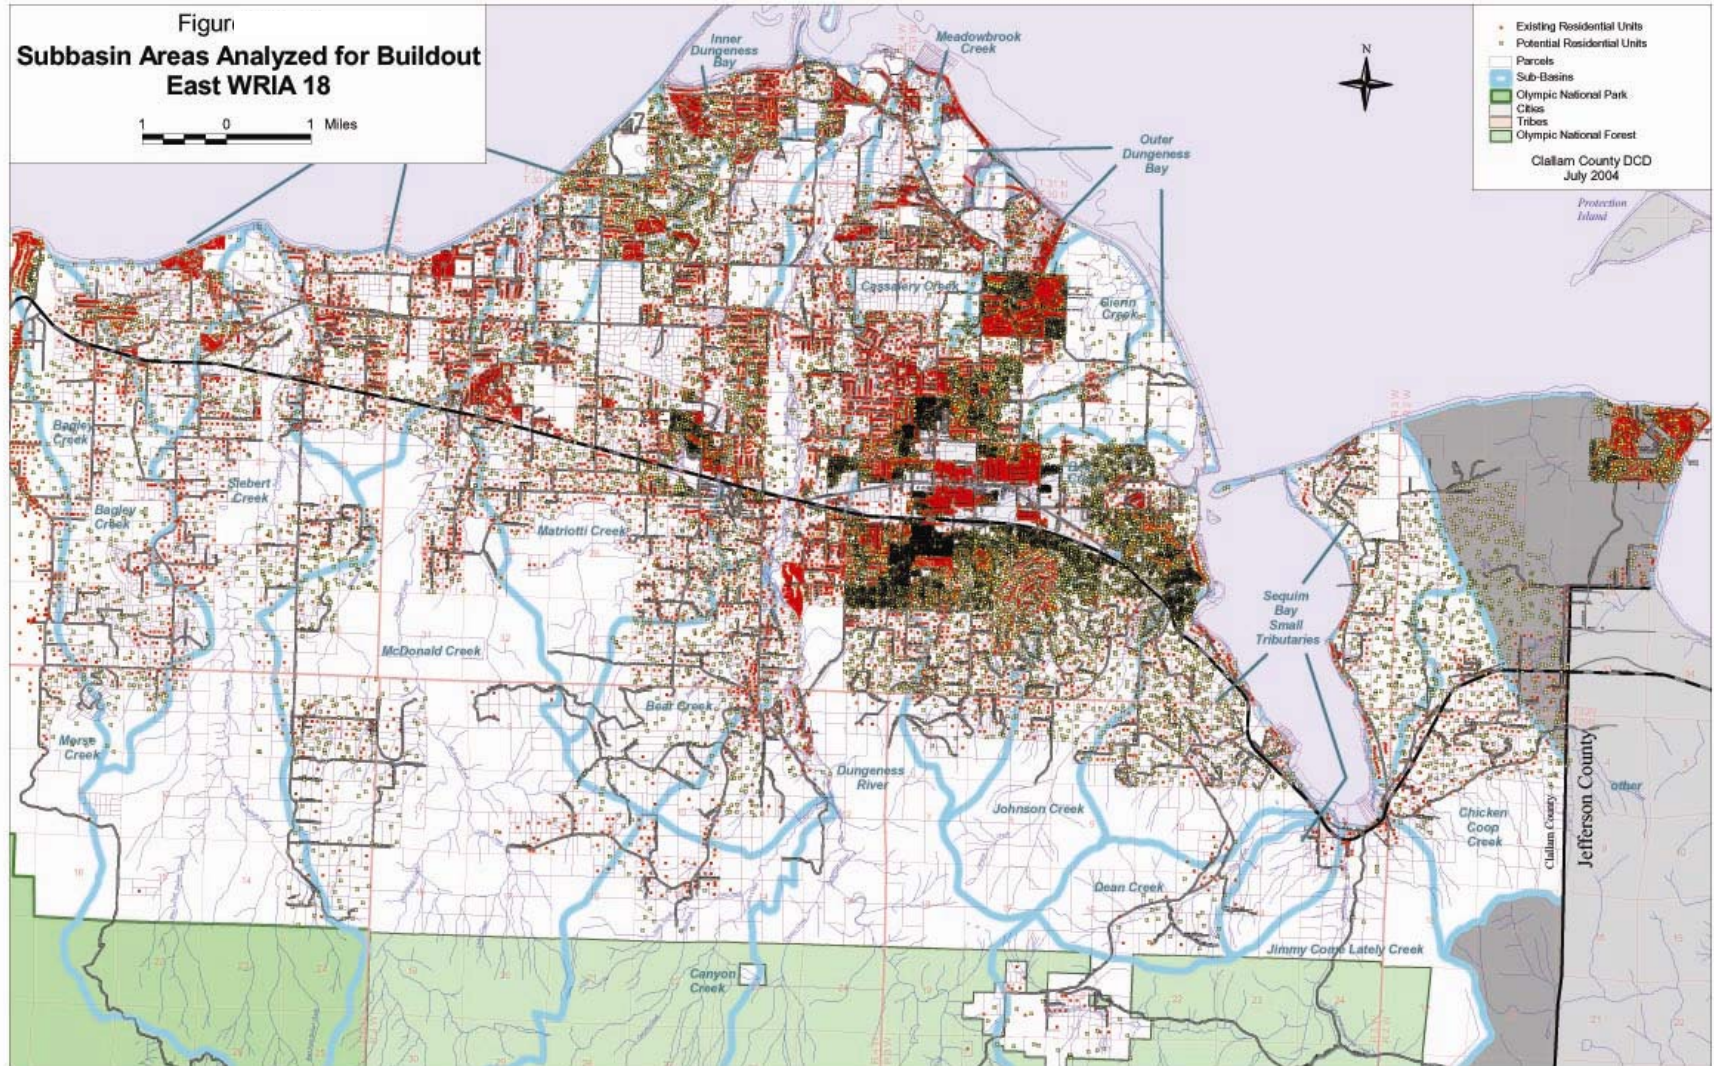 Figur
Subbasin Areas Analyzed for Buildout
East WRIA 18
1 0 1 Miles
N
Existing Residential Units
Potential Residential Units
Parcels
Sub-Basins
Olympic National Park
Cities
Tribes
Olympic National Forest
Clallam County DCD
July 2004
Inner
Dungeness
Bay
Meadowbrook
Creek
Outer
Dungeness
Bay
Protection
Island
Cassalery Creek
Gierin
Creek
Bagley
Creek
Siebert
Creek
Bagley
Creek
Matriotti Creek
Sequim
Bay
Small
Tributaries
McDonald Creek
Bear Creek
Morse
Creek
Dungeness
River
Johnson Creek
Chicken
Coop
Creek
other
Clallam County
Jefferson County
Dean Creek
Jimmy Come Lately Creek
Canyon
Creek